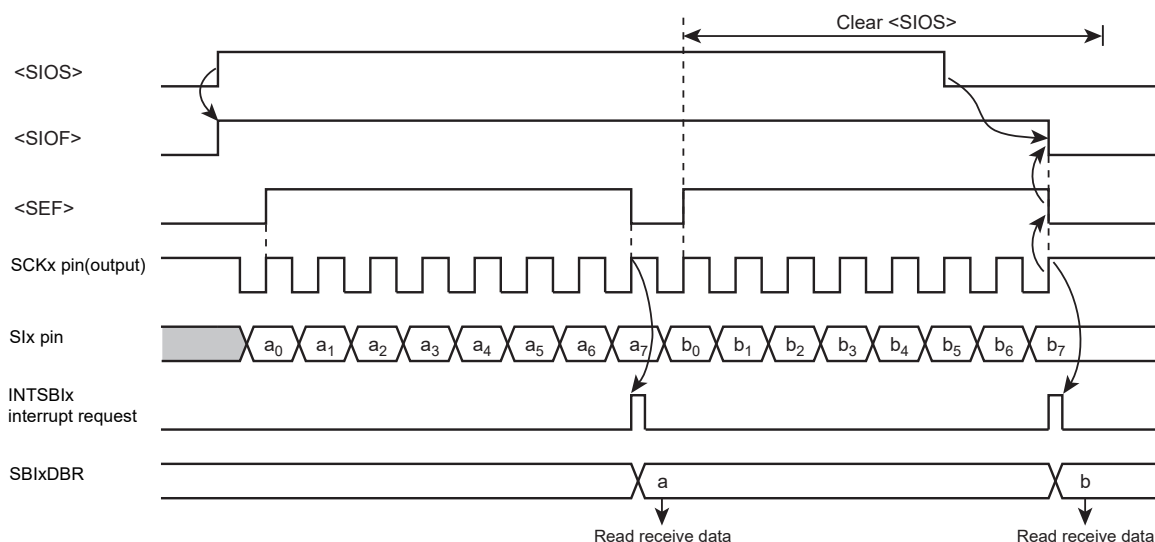 Clear <SIOS>
<SIOS>
<SIOF>
<SEF>
SCKx pin(output)
SIx pin
a0 a1 a2 a3 a4 a5 a6 a7 b0 b1 b2 b3 b4 b5 b6 b7
INTSBIx
interrupt request
SBIxDBR
a b
Read receive data Read receive data